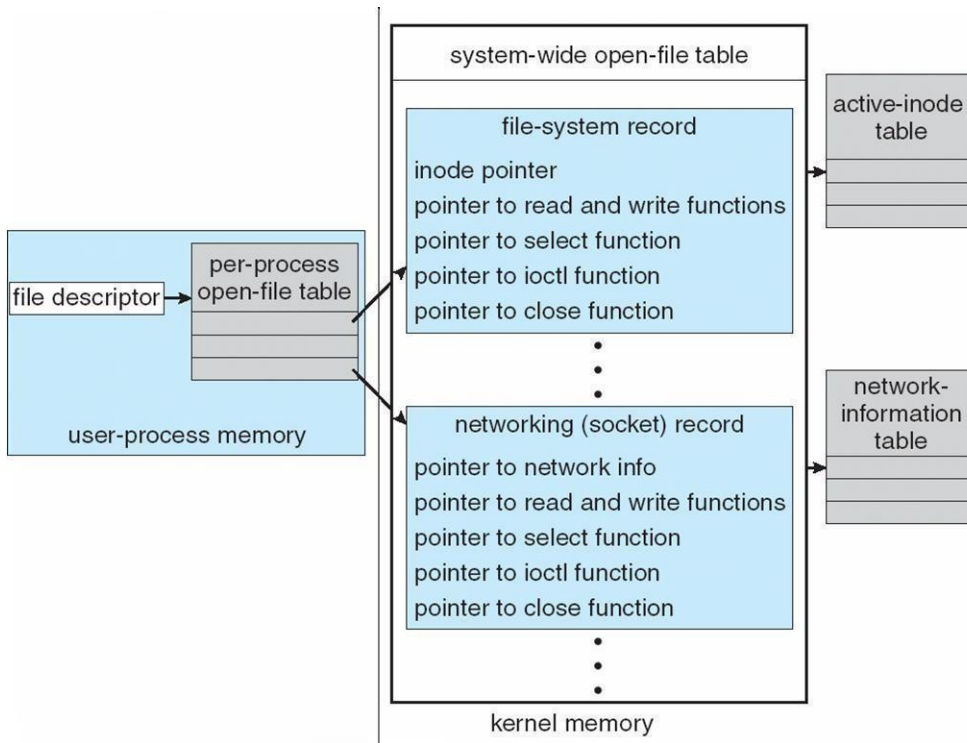 system-wide open-file table
file-system record
inode pointer
pointer to read and write functions
pointer to select function
pointer to ioctl function
pointer to close function
active-inode
table
per-process
open-file table
file descriptor
user-process memory
networking (socket) record
pointer to network info
pointer to read and write functions
pointer to select function
pointer to ioctl function
pointer to close function
network-
information
table
kernel memory